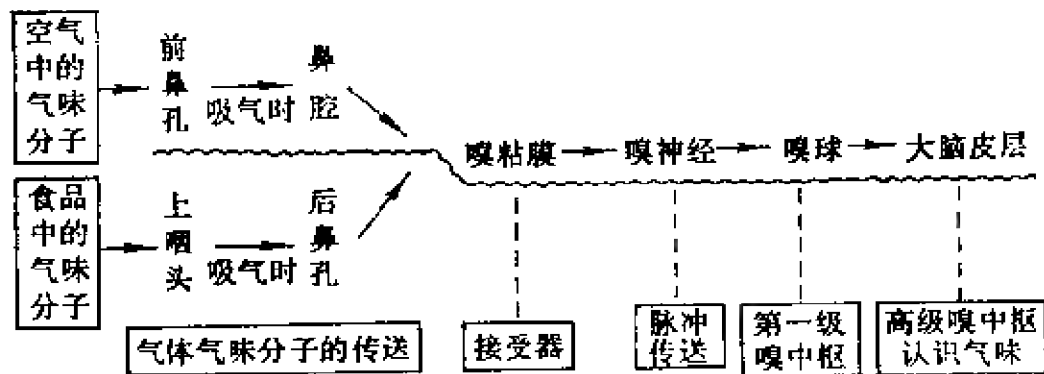 空气
中的
气味
分子
前鼻孔
吸气时
鼻腔
嗅粘膜
嗅神经
嗅球
大脑皮层
食品
中的
气味
分子
上咽头
吸气时
后鼻孔
气体气味分子的传送
接受器
脉冲
传送
第一级
嗅中枢
高级嗅中枢
认识气味